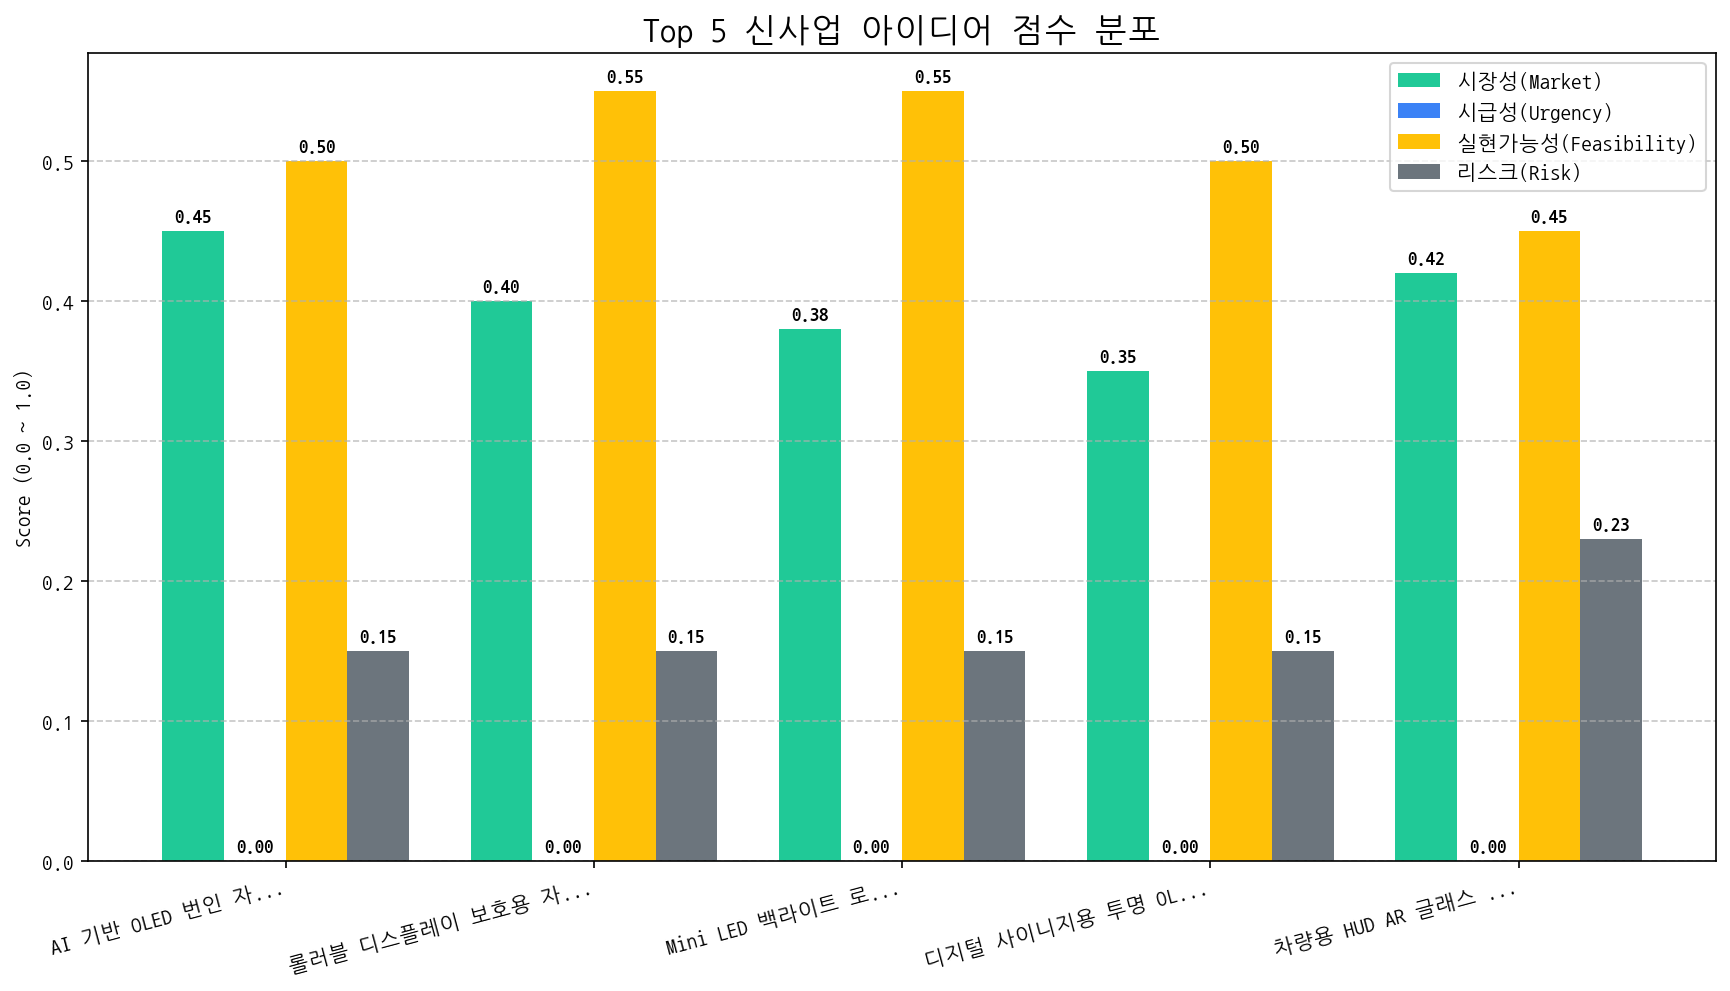 Top 5 신사업 아이디어 점수 분포
시장성(Market)
시급성(Urgency)
실현가능성(Feasibility)
리스크(Risk)
Score (0.0 ~ 1.0)
0.5
0.4
0.3
0.2
0.1
0.0
0.45
0.00
0.50
0.15
0.40
0.00
0.55
0.15
0.38
0.00
0.55
0.15
0.35
0.00
0.50
0.15
0.42
0.00
0.45
0.23
AI 기반 OLED 번인 자...
롤러블 디스플레이 보호용 자...
Mini LED 백라이트 로...
디지털 사이니지용 투명 OL...
차량용 HUD AR 글래스 ...